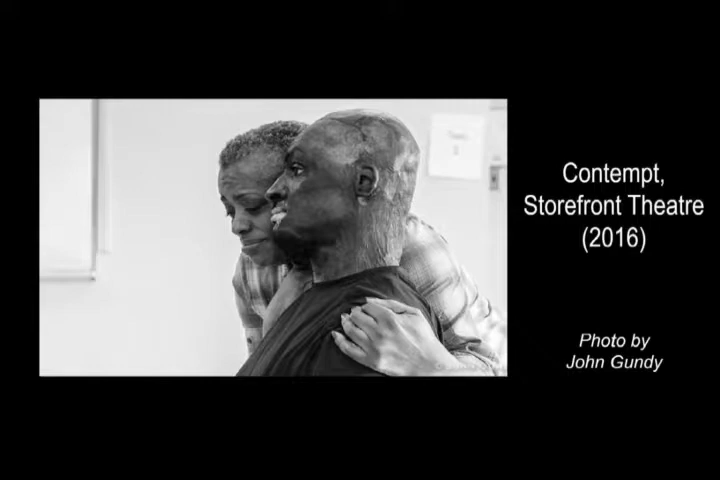 Contempt,
Storefront Theatre
(2016)
Photo by
John Gundy